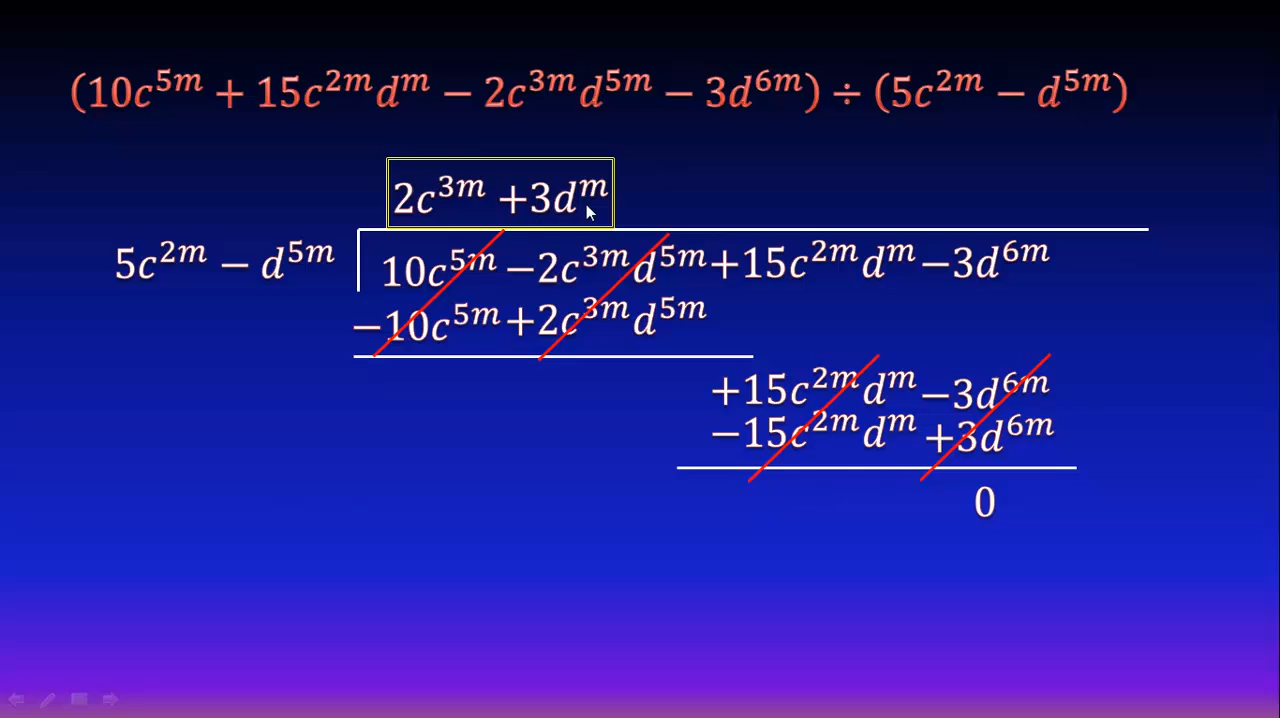 (10c^{5m} + 15c^{2m}d^{m} − 2c^{3m}d^{5m} − 3d^{6m}) ÷ (5c^{2m} − d^{5m})
2c^{3m} +3d^{m}
5c^{2m} − d^{5m} 10c^{5m} −2c^{3m}d^{5m} +15c^{2m}d^{m} −3d^{6m}
−10c^{5m} +2c^{3m}d^{5m}
+15c^{2m}d^{m} −3d^{6m}
−15c^{2m}d^{m} +3d^{6m}
0